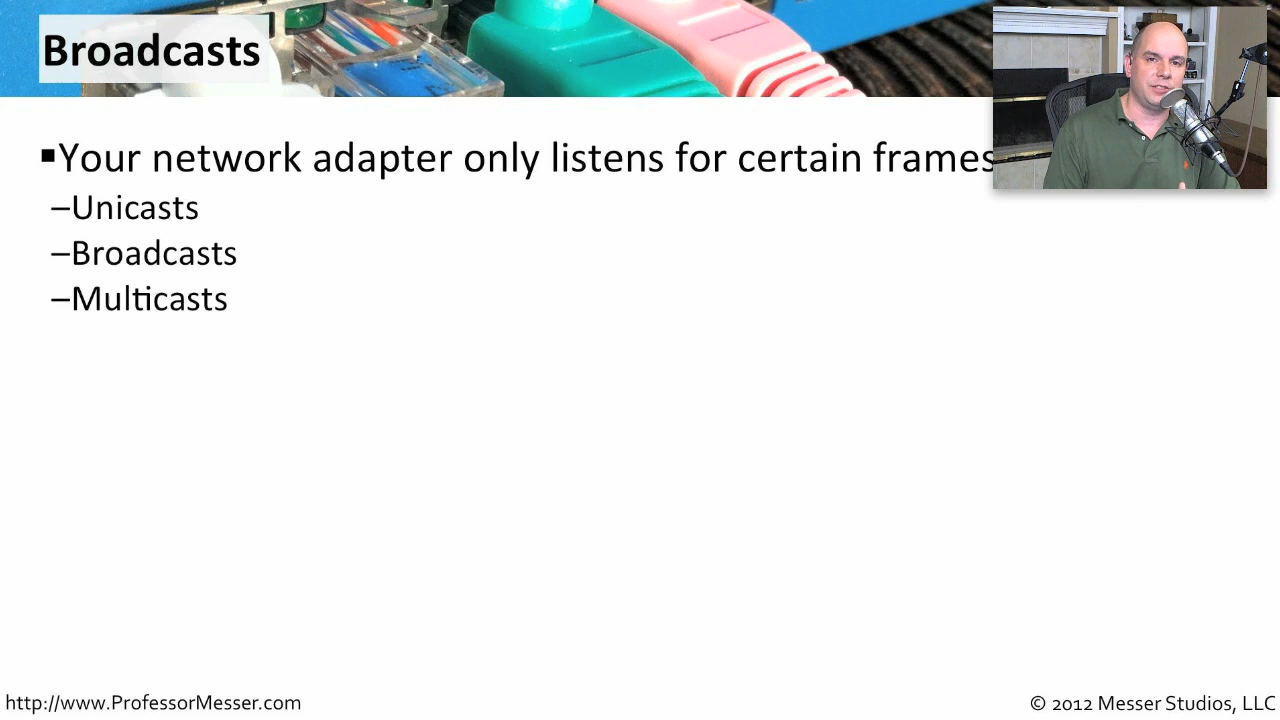 Broadcasts
▪Your network adapter only listens for certain frames
–Unicasts
–Broadcasts
–Multicasts
http://www.ProfessorMesser.com
© 2012 Messer Studios, LLC